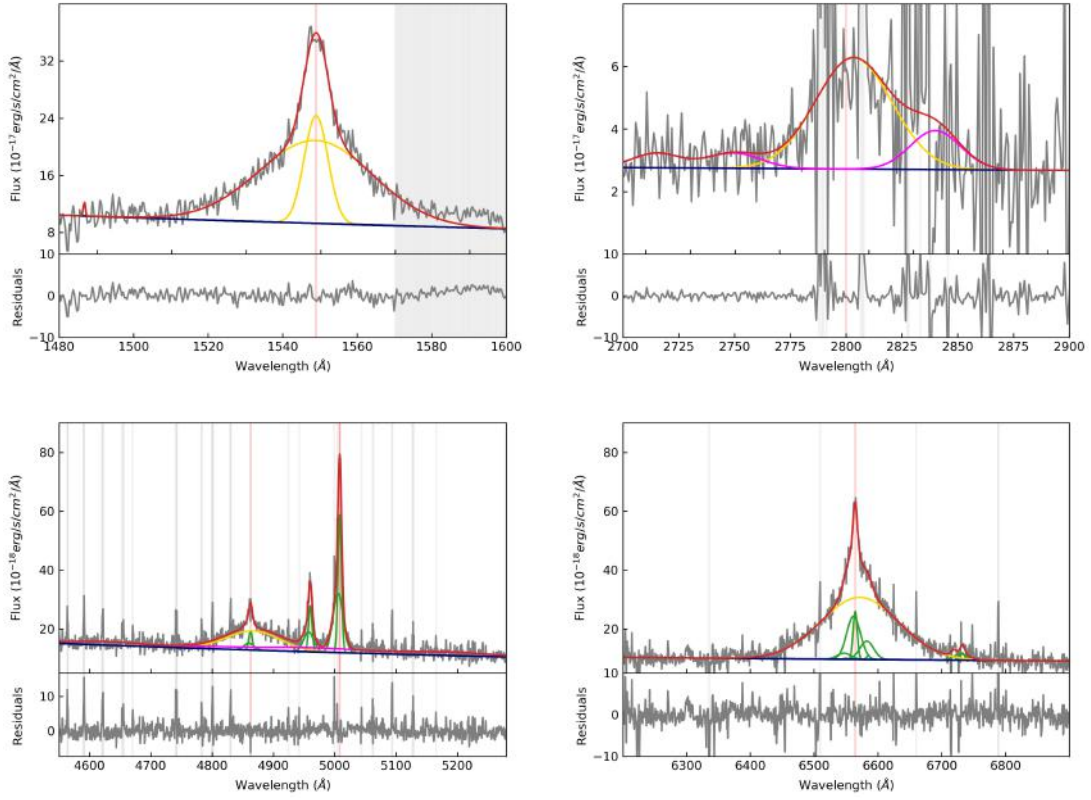 Flux (10⁻¹⁷erg/s/cm²/Å)
32
24
16
8
Residuals
10
0
−10
1480 1500 1520 1540 1560 1580 1600
Wavelength (Å)
Flux (10⁻¹⁷erg/s/cm²/Å)
6
4
2
Residuals
10
0
−10
2700 2725 2750 2775 2800 2825 2850 2875 2900
Wavelength (Å)
Flux (10⁻¹⁸erg/s/cm²/Å)
80
60
40
20
Residuals
10
0
4600 4700 4800 4900 5000 5100 5200
Wavelength (Å)
Flux (10⁻¹⁸erg/s/cm²/Å)
80
60
40
20
Residuals
10
0
−10
6300 6400 6500 6600 6700 6800
Wavelength (Å)